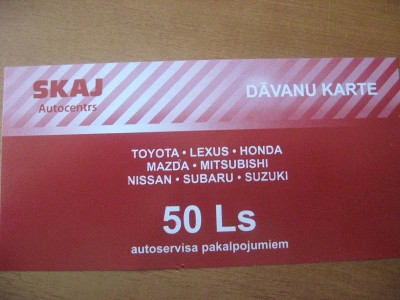 SKAJ
Autocentrs
DĀVANU KARTE
TOYOTA • LEXUS • HONDA
MAZDA • MITSUBISHI
NISSAN • SUBARU • SUZUKI
50 Ls
autoservisa pakalpojumiem